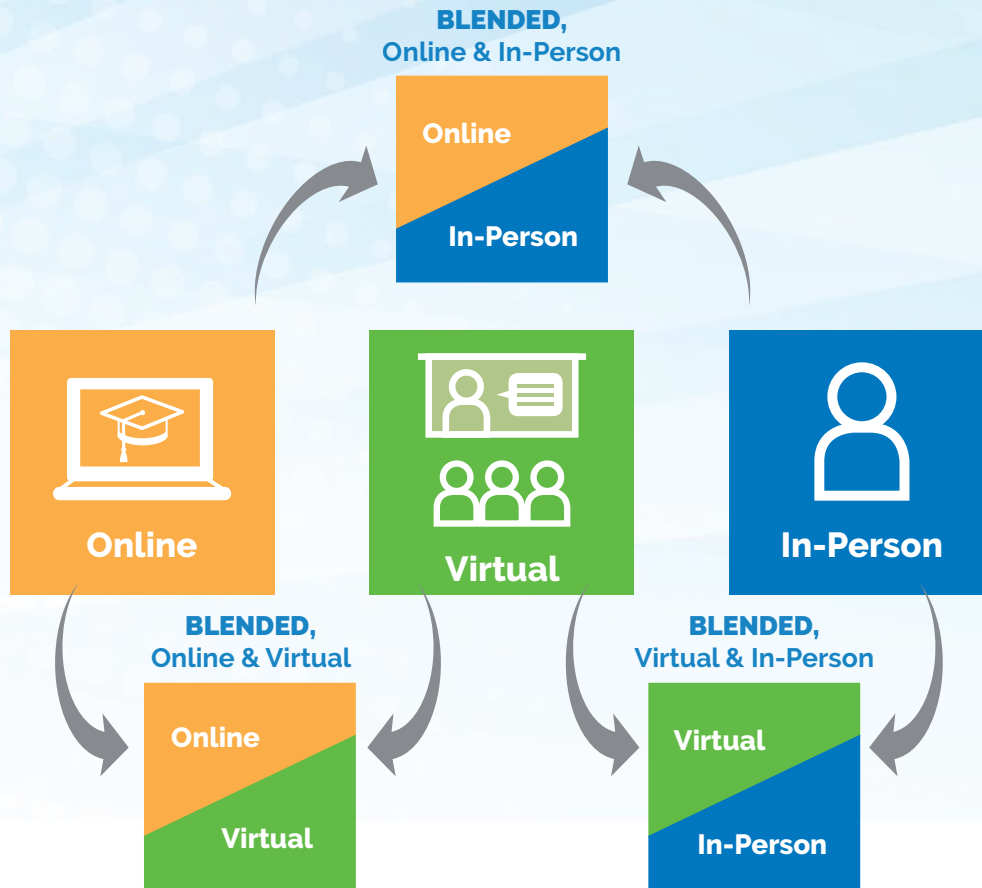 BLENDED,
Online & In-Person
Online
In-Person
Online
Virtual
In-Person
BLENDED,
Online & Virtual
Online
Virtual
BLENDED,
Virtual & In-Person
Virtual
In-Person